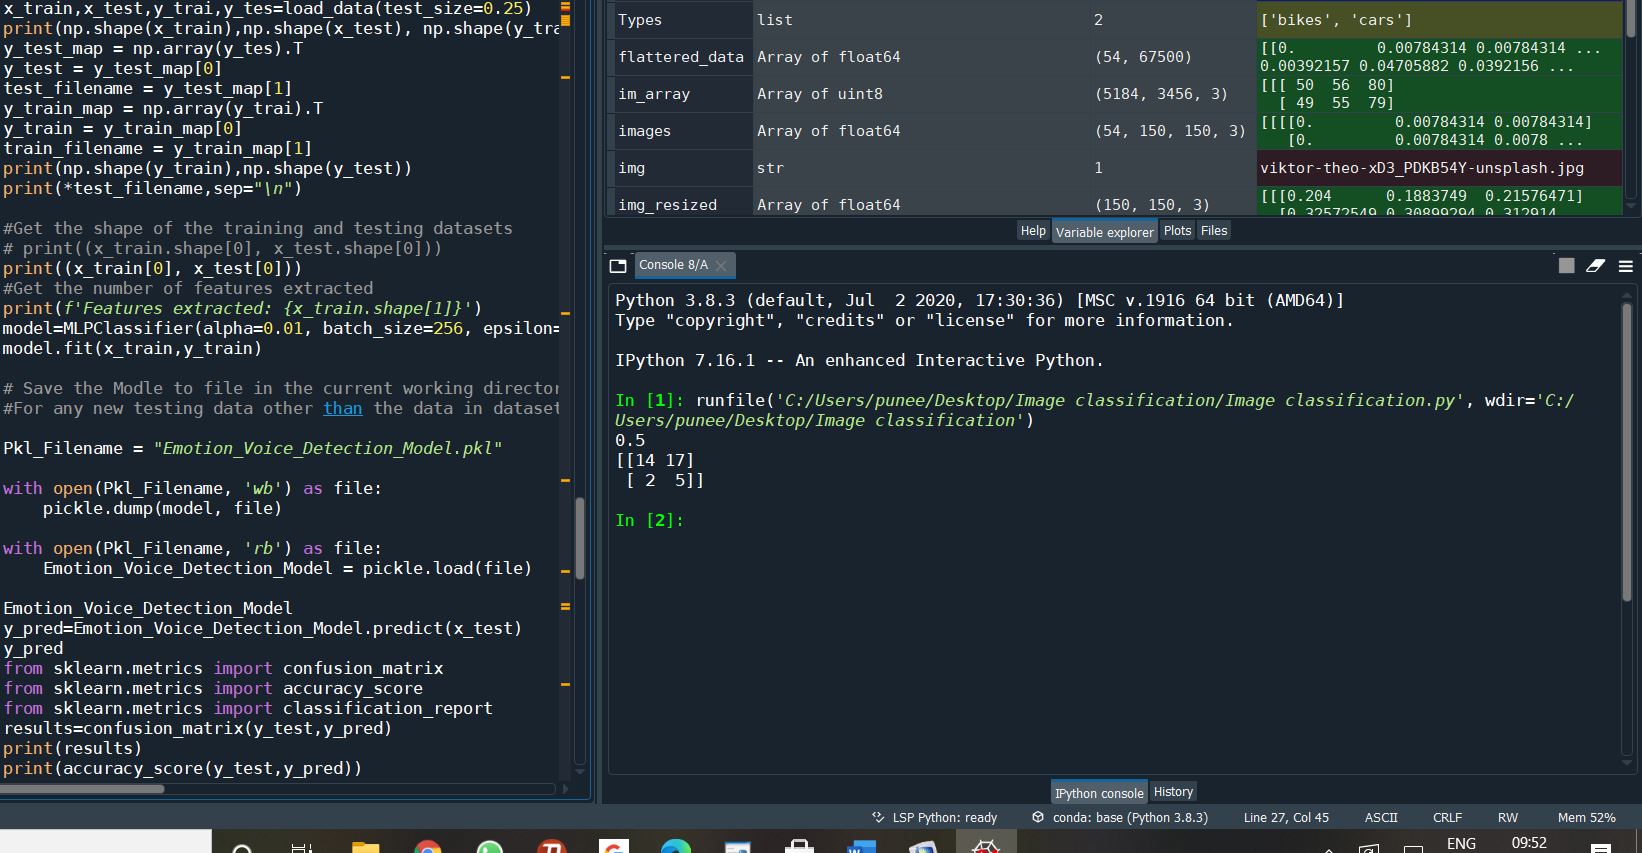 x_train,x_test,y_trai,y_tes=load_data(test_size=0.25)
print(np.shape(x_train),np.shape(x_test), np.shape(y_tra
y_test_map = np.array(y_tes).T
y_test = y_test_map[0]
test_filename = y_test_map[1]
y_train_map = np.array(y_trai).T
y_train = y_train_map[0]
train_filename = y_train_map[1]
print(np.shape(y_train),np.shape(y_test))
print(*test_filename,sep="\n")
#Get the shape of the training and testing datasets
# print((x_train.shape[0], x_test.shape[0]))
print((x_train[0], x_test[0]))
#Get the number of features extracted
print(f'Features extracted: {x_train.shape[1]}')
model=MLPClassifier(alpha=0.01, batch_size=256, epsilon=
model.fit(x_train,y_train)
# Save the Modle to file in the current working director
#For any new testing data other than the data in dataset
Pkl_Filename = "Emotion_Voice_Detection_Model.pkl"
with open(Pkl_Filename, 'wb') as file:
    pickle.dump(model, file)
with open(Pkl_Filename, 'rb') as file:
    Emotion_Voice_Detection_Model = pickle.load(file)
Emotion_Voice_Detection_Model
y_pred=Emotion_Voice_Detection_Model.predict(x_test)
y_pred
from sklearn.metrics import confusion_matrix
from sklearn.metrics import accuracy_score
from sklearn.metrics import classification_report
results=confusion_matrix(y_test,y_pred)
print(results)
print(accuracy_score(y_test,y_pred))
Types list 2 ['bikes', 'cars']
flattered_data Array of float64 (54, 67500) [[0. 0.00784314 0.00784314 ...
0.00392157 0.04705882 0.0392156 ...
im_array Array of uint8 (5184, 3456, 3) [[[ 50 56 80]
[ 49 55 79]
images Array of float64 (54, 150, 150, 3) [[[[0. 0.00784314 0.00784314]
[0. 0.00784314 0.0078 ...
img str 1 viktor-theo-xD3_PDKB54Y-unsplash.jpg
img_resized Array of float64 (150, 150, 3) [[[0.204 0.1883749 0.21576471]
[0.32572549 0.30899294 0.312914
Help Variable explorer Plots Files
Console 8/A
Python 3.8.3 (default, Jul  2 2020, 17:30:36) [MSC v.1916 64 bit (AMD64)]
Type "copyright", "credits" or "license" for more information.
IPython 7.16.1 -- An enhanced Interactive Python.
In [1]: runfile('C:/Users/punee/Desktop/Image classification/Image classification.py', wdir='C:/
Users/punee/Desktop/Image classification')
0.5
[[14 17]
 [ 2  5]]
In [2]:
IPython console History
LSP Python: ready conda: base (Python 3.8.3) Line 27, Col 45 ASCII CRLF RW Mem 52%
ENG 09:52